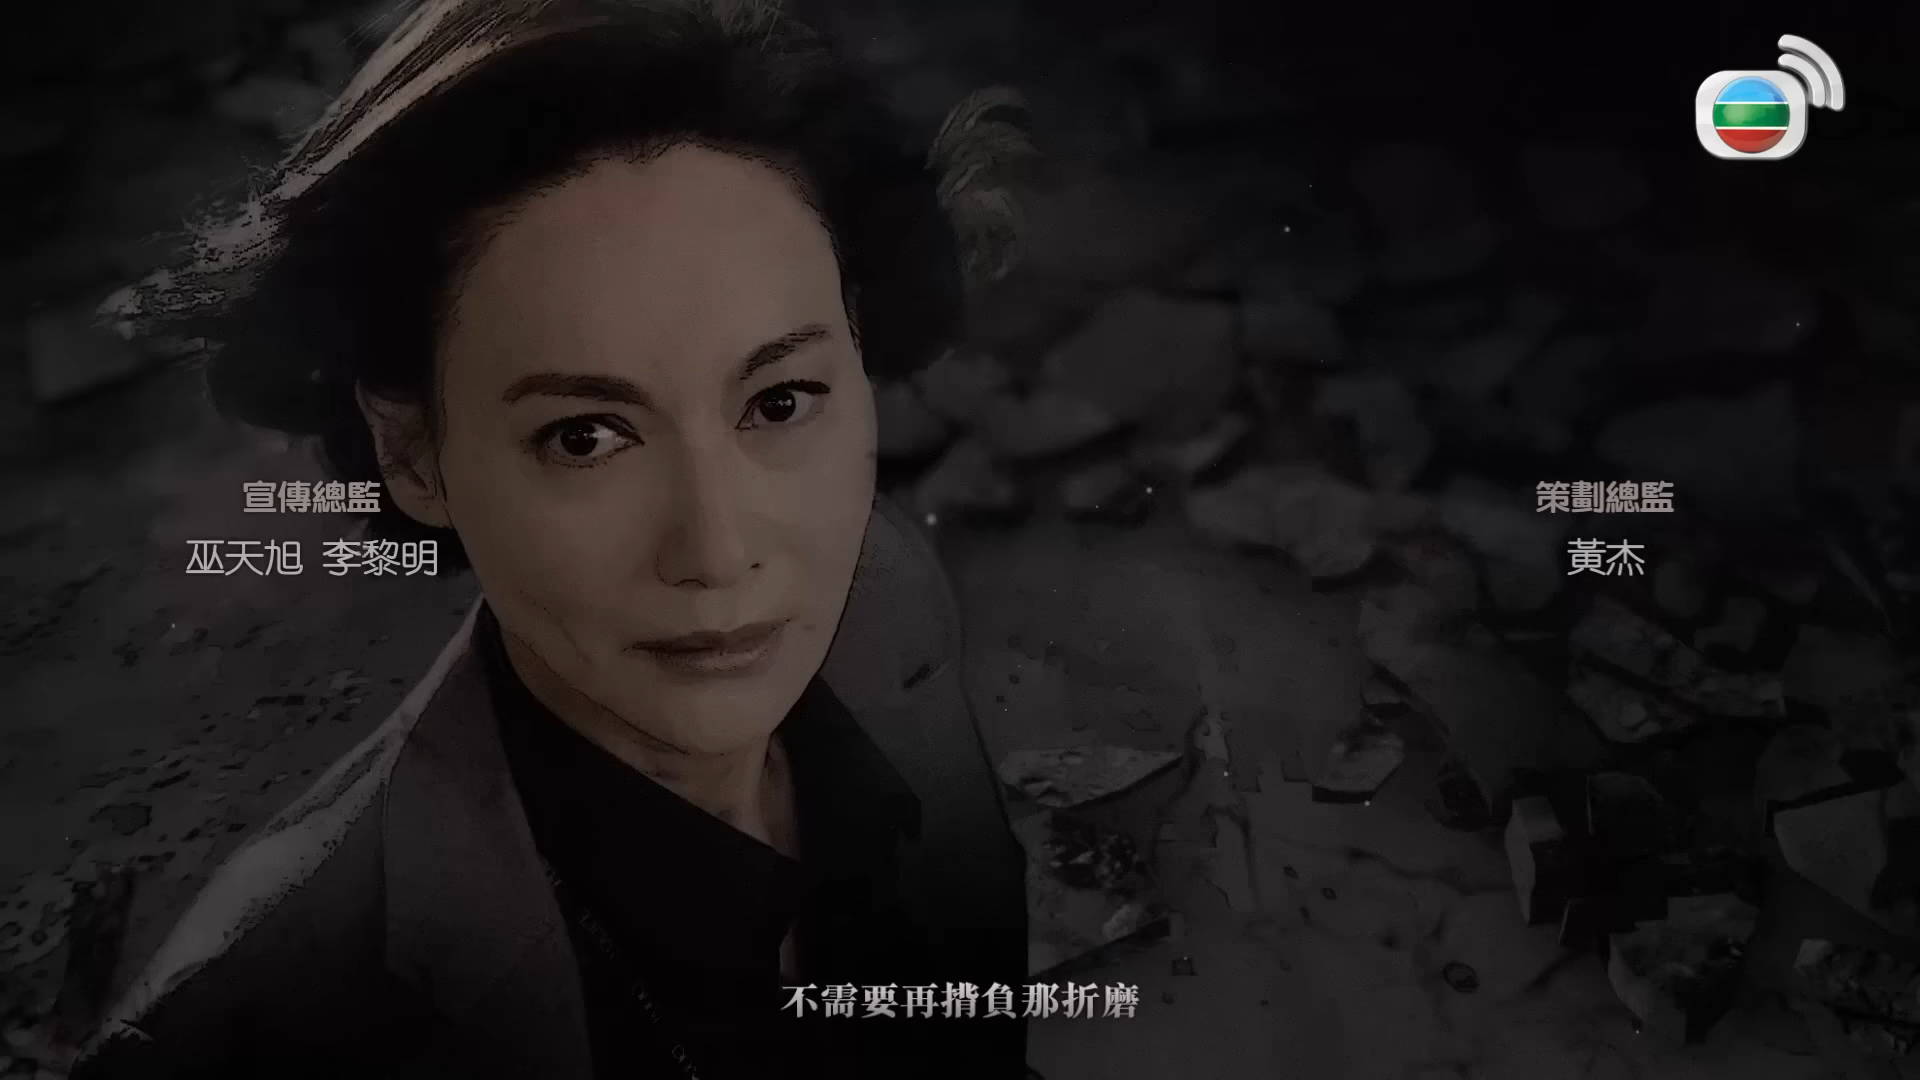 宣傳總監
巫天旭 李黎明
策劃總監
黃杰
不需要再揹負那折磨